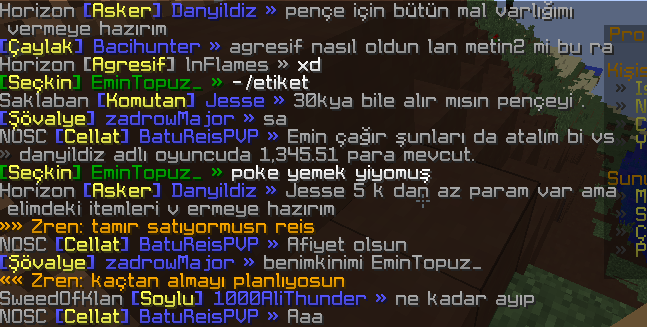 Horizon [Asker] Danyildiz » pençe için bütün mal varlığımı
vermeye hazırım
[Çaylak] Bacihunter » agresif nasıl oldun lan metin2 mi bu ra
Horizon [Agresif] lnFlames » xd
[Seçkin] EminTopuz_ » -/etiket
Saklaban [Komutan] Jesse » 30kya bile alır mısın pençeyi .
[Şövalye] zadrowMajor » sa
NOSC [Cellat] BatuReisPVP » Emin çağır şunları da atalım bi vs
» danyildiz adlı oyuncuda 1,345.51 para mevcut.
[Seçkin] EminTopuz_ » poke yemek yiyomuş
Horizon [Asker] Danyildiz » Jesse 5 k dan az param var ama
elimdeki itemleri v ermeye hazırım
»» Zren: tamır satıyormusn reis
NOSC [Cellat] BatuReisPVP » Afiyet olsun
[Şövalye] zadrowMajor » benimkinimi EminTopuz_
«« Zren: kaçtan almayı planlıyosun
SweedOfKlan [Soylu] 1000AliThunder » ne kadar ayıp
NOSC [Cellat] BatuReisPVP » Aaa
Pro
Kişis
Sunu